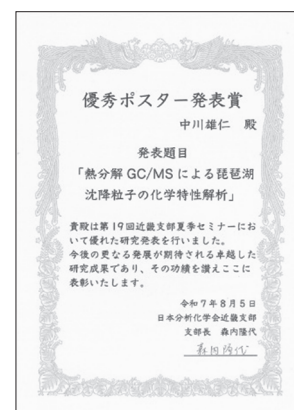 優秀ポスター発表賞
中川雄仁 殿
発表題目
「熱分解 GC/MS による琵琶湖
沈降粒子の化学特性解析」
貴殿は第19回近畿支部夏季セミナーにお
いて優れた研究発表を行いました。
今後の更なる発展が期待される卓越した
研究成果であり、その功績を讃えここに
表彰いたします。
令和7年8月5日
日本分析化学会近畿支部
支部長 森内隆代
森内隆代